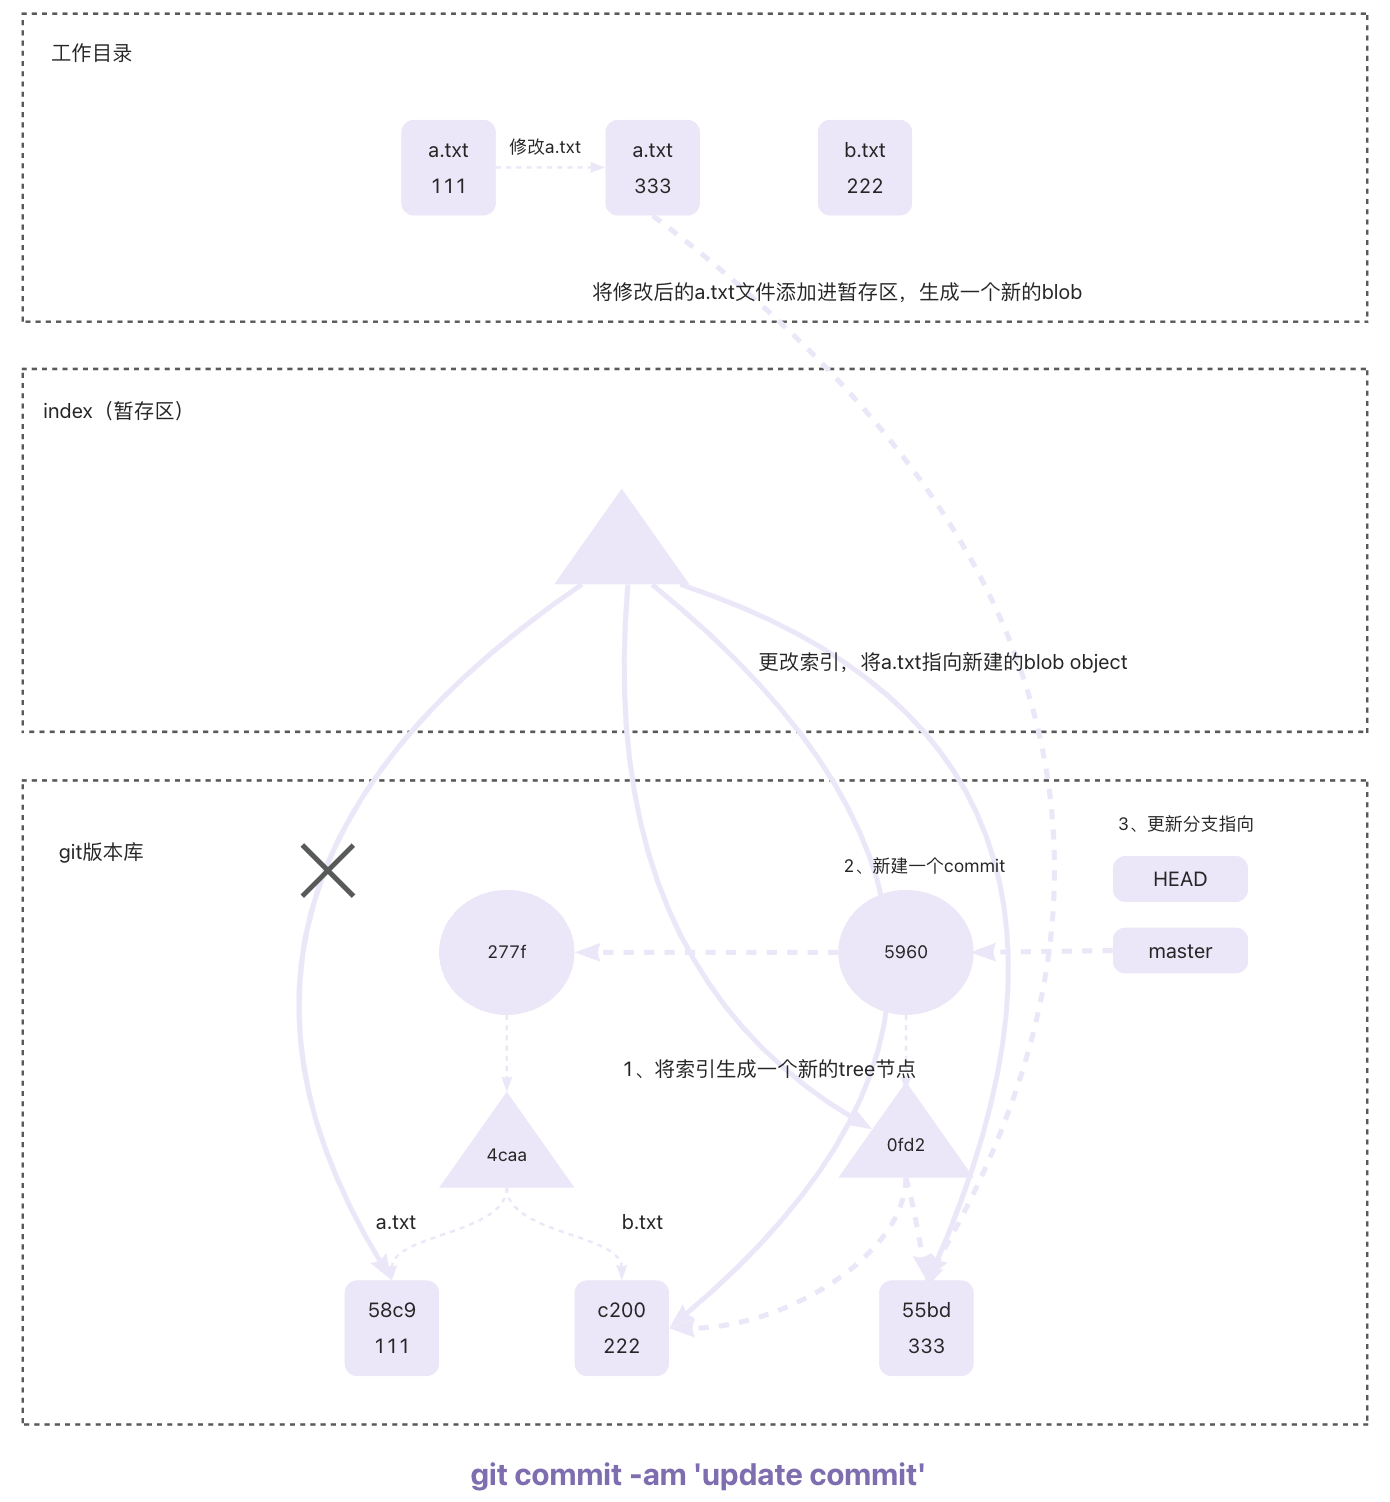 工作目录
a.txt
111
修改a.txt
a.txt
333
b.txt
222
将修改后的a.txt文件添加进暂存区，生成一个新的blob
index（暂存区）
更改索引，将a.txt指向新建的blob object
git版本库
3、更新分支指向
2、新建一个commit
HEAD
277f
5960
master
1、将索引生成一个新的tree节点
4caa
0fd2
a.txt
b.txt
58c9
111
c200
222
55bd
333
git commit -am 'update commit'